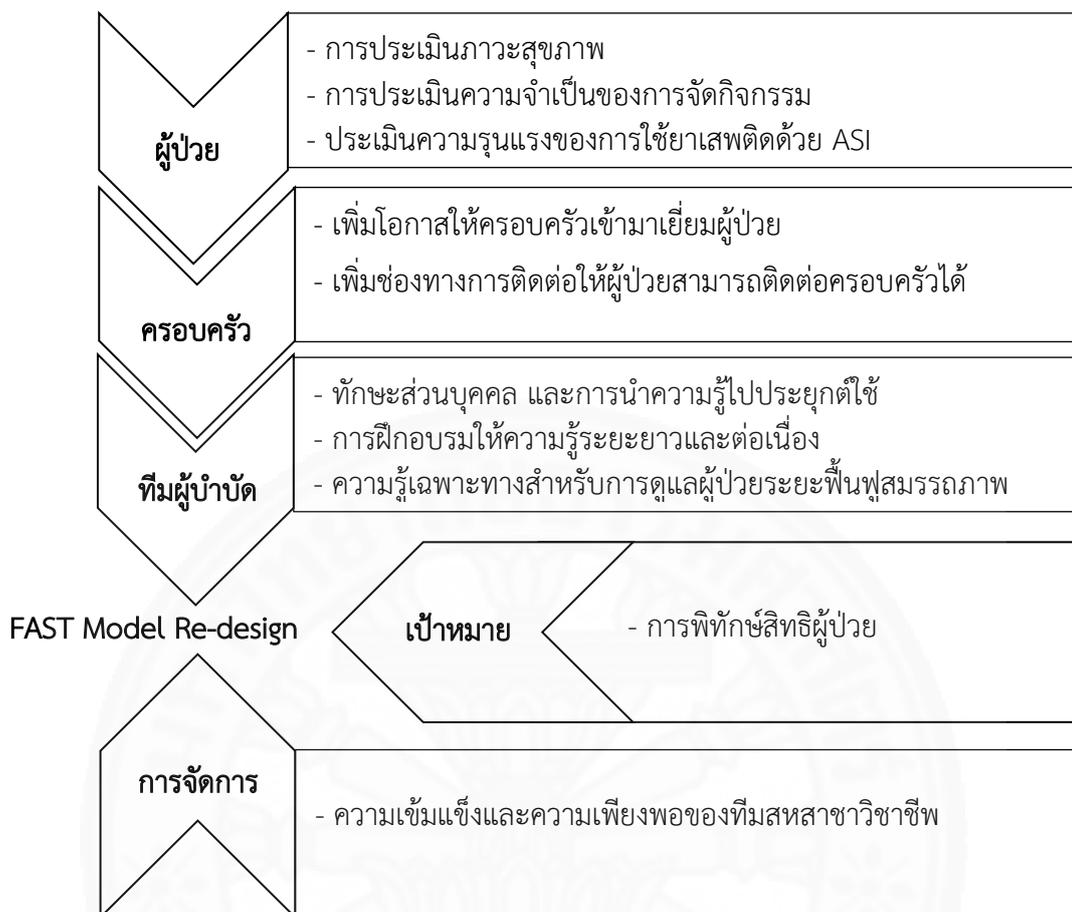 ผู้ป่วย
- การประเมินภาวะสุขภาพ
- การประเมินความจำเป็นของการจัดกิจกรรม
- ประเมินความรุนแรงของการใช้ยาเสพติดด้วย ASI
ครอบครัว
- เพิ่มโอกาสให้ครอบครัวเข้ามาเยี่ยมผู้ป่วย
- เพิ่มช่องทางการติดต่อให้ผู้ป่วยสามารถติดต่อครอบครัวได้
ทีมผู้บำบัด
- ทักษะส่วนบุคคล และการนำความรู้ไปประยุกต์ใช้
- การฝึกอบรมให้ความรู้ระยะยาวและต่อเนื่อง
- ความรู้เฉพาะทางสำหรับการดูแลผู้ป่วยระยะฟื้นฟูสมรรถภาพ
FAST Model Re-design
เป้าหมาย
- การพิทักษ์สิทธิผู้ป่วย
การจัดการ
- ความเข้มแข็งและความเพียงพอของทีมสหสาขาวิชาชีพ